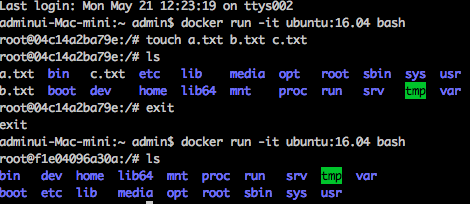 Last login: Mon May 21 12:23:19 on ttys002
adminui-Mac-mini:~ admin$ docker run -it ubuntu:16.04 bash
root@04c14a2ba79e:/# touch a.txt b.txt c.txt
root@04c14a2ba79e:/# ls
a.txt bin c.txt etc lib media opt root sbin sys usr
b.txt boot dev home lib64 mnt proc run srv tmp var
root@04c14a2ba79e:/# exit
exit
adminui-Mac-mini:~ admin$ docker run -it ubuntu:16.04 bash
root@f1e04096a30a:/# ls
bin dev home lib64 mnt proc run srv tmp var
boot etc lib media opt root sbin sys usr